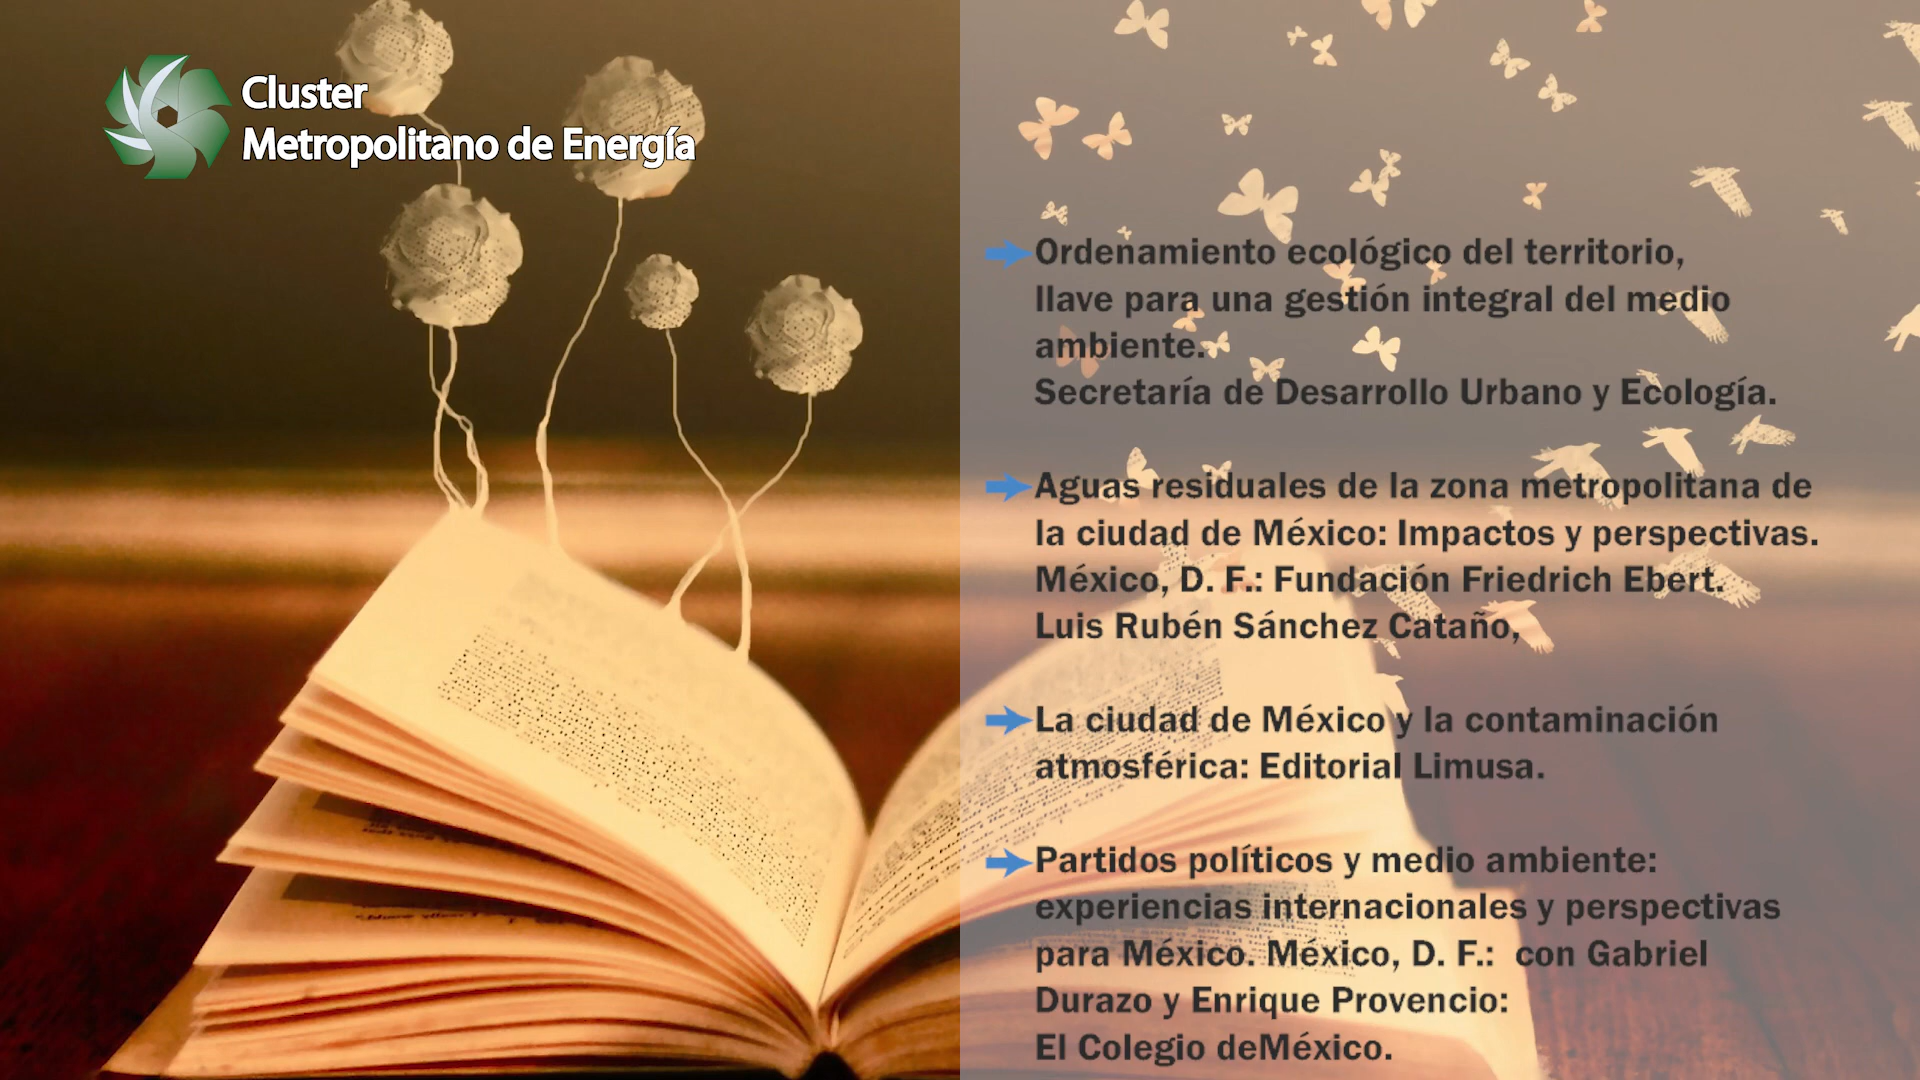 Cluster
Metropolitano de Energía
Ordenamiento ecológico del territorio,
llave para una gestión integral del medio
ambiente.
Secretaría de Desarrollo Urbano y Ecología.
Aguas residuales de la zona metropolitana de
la ciudad de México: Impactos y perspectivas.
México, D. F.: Fundación Friedrich Ebert.
Luis Rubén Sánchez Cataño,
La ciudad de México y la contaminación
atmosférica: Editorial Limusa.
Partidos políticos y medio ambiente:
experiencias internacionales y perspectivas
para México. México, D. F.:  con Gabriel
Durazo y Enrique Provencio:
El Colegio deMéxico.